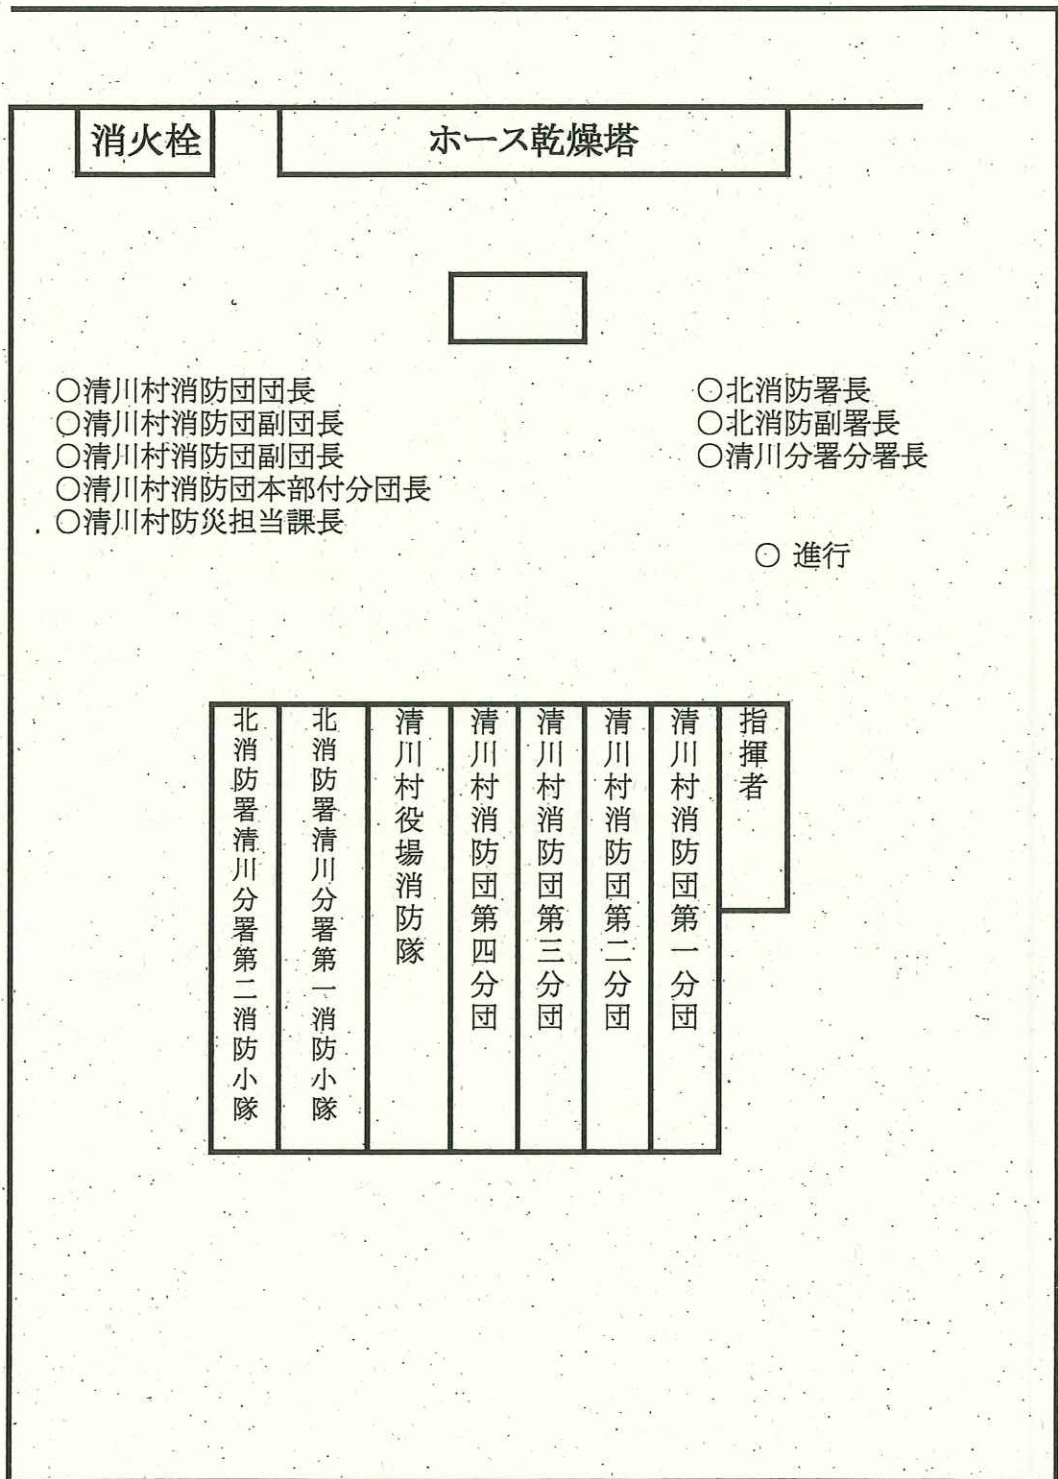 消火栓
ホース乾燥塔
○清川村消防団団長
○清川村消防団副団長
○清川村消防団副団長
○清川村消防団本部付分団長
○清川村防災担当課長
○北消防署長
○北消防副署長
○清川分署分署長
○ 進行
指揮者
清川村消防団第一分団
清川村消防団第二分団
清川村消防団第三分団
清川村消防団第四分団
清川村役場消防隊
北消防署清川分署第一消防小隊
北消防署清川分署第二消防小隊